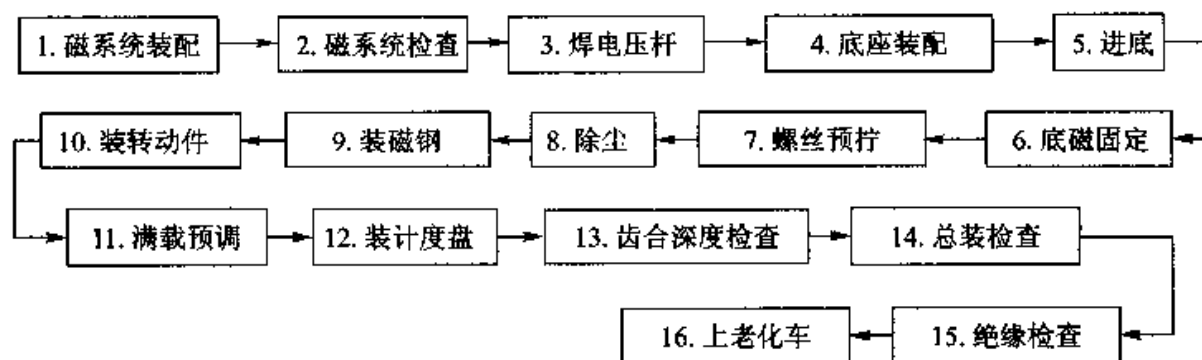 1. 磁系统装配
2. 磁系统检查
3. 焊电压杆
4. 底座装配
5. 进底
6. 底磁固定
7. 螺丝预拧
8. 除尘
9. 装磁钢
10. 装转动件
11. 满载预调
12. 装计度盘
13. 齿合深度检查
14. 总装检查
15. 绝缘检查
16. 上老化车